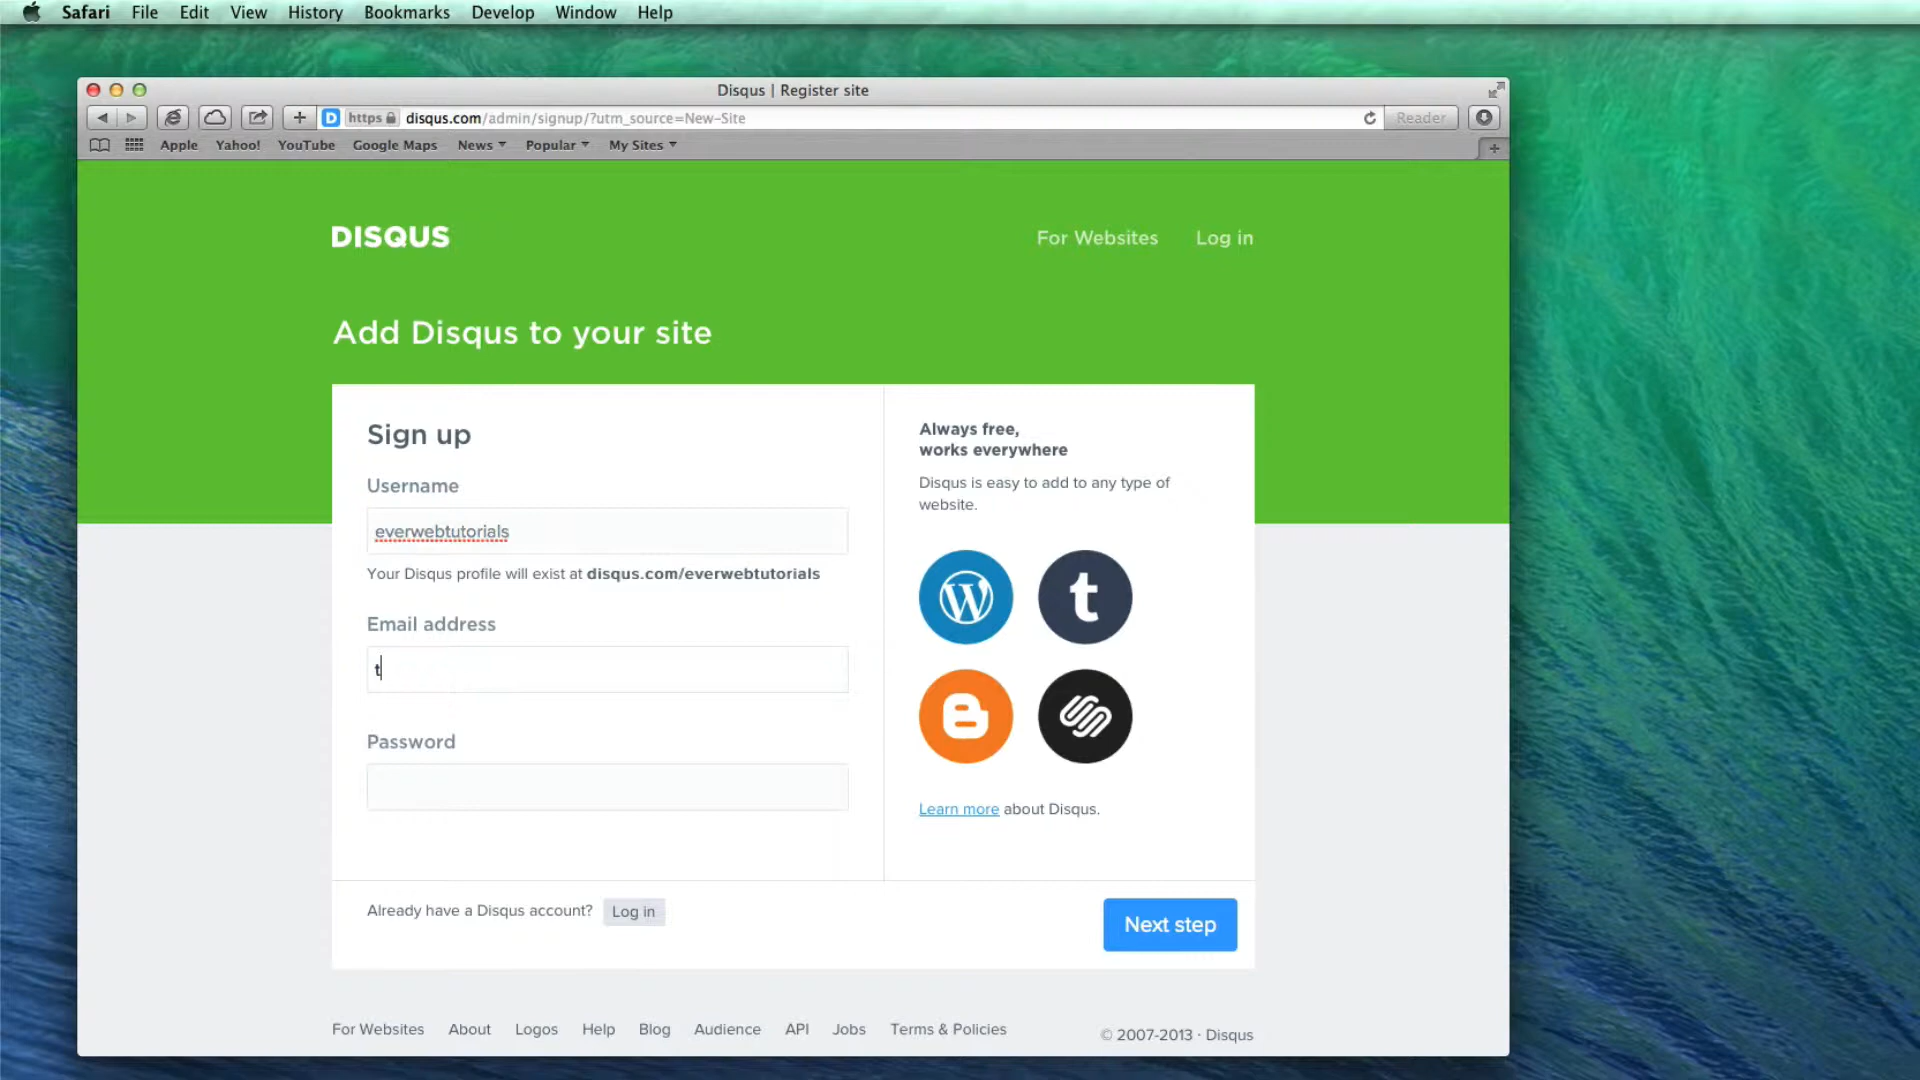 Safari File Edit View History Bookmarks Develop Window Help
Disqus | Register site
https disqus.com/admin/signup/?utm_source=New-Site Reader
Apple Yahoo! YouTube Google Maps News Popular My Sites
DISQUS
For Websites Log in
Add Disqus to your site
Sign up
Username
everwebtutorials
Your Disqus profile will exist at disqus.com/everwebtutorials
Email address
t
Password
Always free,
works everywhere
Disqus is easy to add to any type of
website.
Learn more about Disqus.
Already have a Disqus account? Log in
Next step
For Websites About Logos Help Blog Audience API Jobs Terms & Policies
© 2007-2013 · Disqus